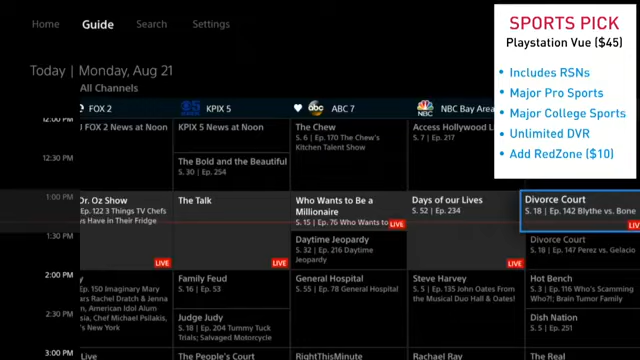 Home Guide Search Settings
SPORTS PICK
Playstation Vue ($45)
• Includes RSNs
• Major Pro Sports
• Major College Sports
• Unlimited DVR
• Add RedZone ($10)
Today | Monday, Aug 21
All Channels
FOX 2 KPIX 5 abc ABC 7 NBC NBC Bay Area
12:00 PM
FOX 2 News at Noon
KPIX 5 News at Noon
The Chew
S. 6 | Ep. 170 The Chew's
Kitchen Talent Show
Access Hollywood L
S. 7 | Ep. 217
12:30 PM
The Bold and the Beautiful
S. 30 | Ep. 254
1:00 PM
Dr. Oz Show
Ep. 122 3 Things TV Chefs
s Have in Their Fridge
LIVE
The Talk
LIVE
Who Wants to Be a
Millionaire
S. 15 | Ep. 76 Who Wants to
LIVE
Days of our Lives
S. 52 | Ep. 234
LIVE
Divorce Court
S. 18 | Ep. 142 Blythe vs. Bone
LIV
1:30 PM
Daytime Jeopardy
S. 32 | Ep. 216 Daytime
Jeopardy
Divorce Court
S. 18 | Ep. 147 Perez vs. Gelacio
2:00 PM
Ep. 150 Imaginary Mary
rs Rachel Dratch & Jenna
, American Idol Alum
s, Chef Michael Psilakis,
's New York
Family Feud
S. 16 | Ep. 53
General Hospital
S. 55 | Ep. 78 General Hospital
Steve Harvey
S. 5 | Ep. 135 John Oates From
the Musical Duo Hall & Oates!
Hot Bench
S. 3 | Ep. 116 Who's Scamming
Who?!; Brain Tumor Family
2:30 PM
Judge Judy
S. 18 | Ep. 204 Tummy Tuck
Trials; Salvaged Motorcycle
Dish Nation
S. 5 | Ep. 251
3:00 PM
Live
The People's Court
RightThisMinute
Rachael Ray
The Real